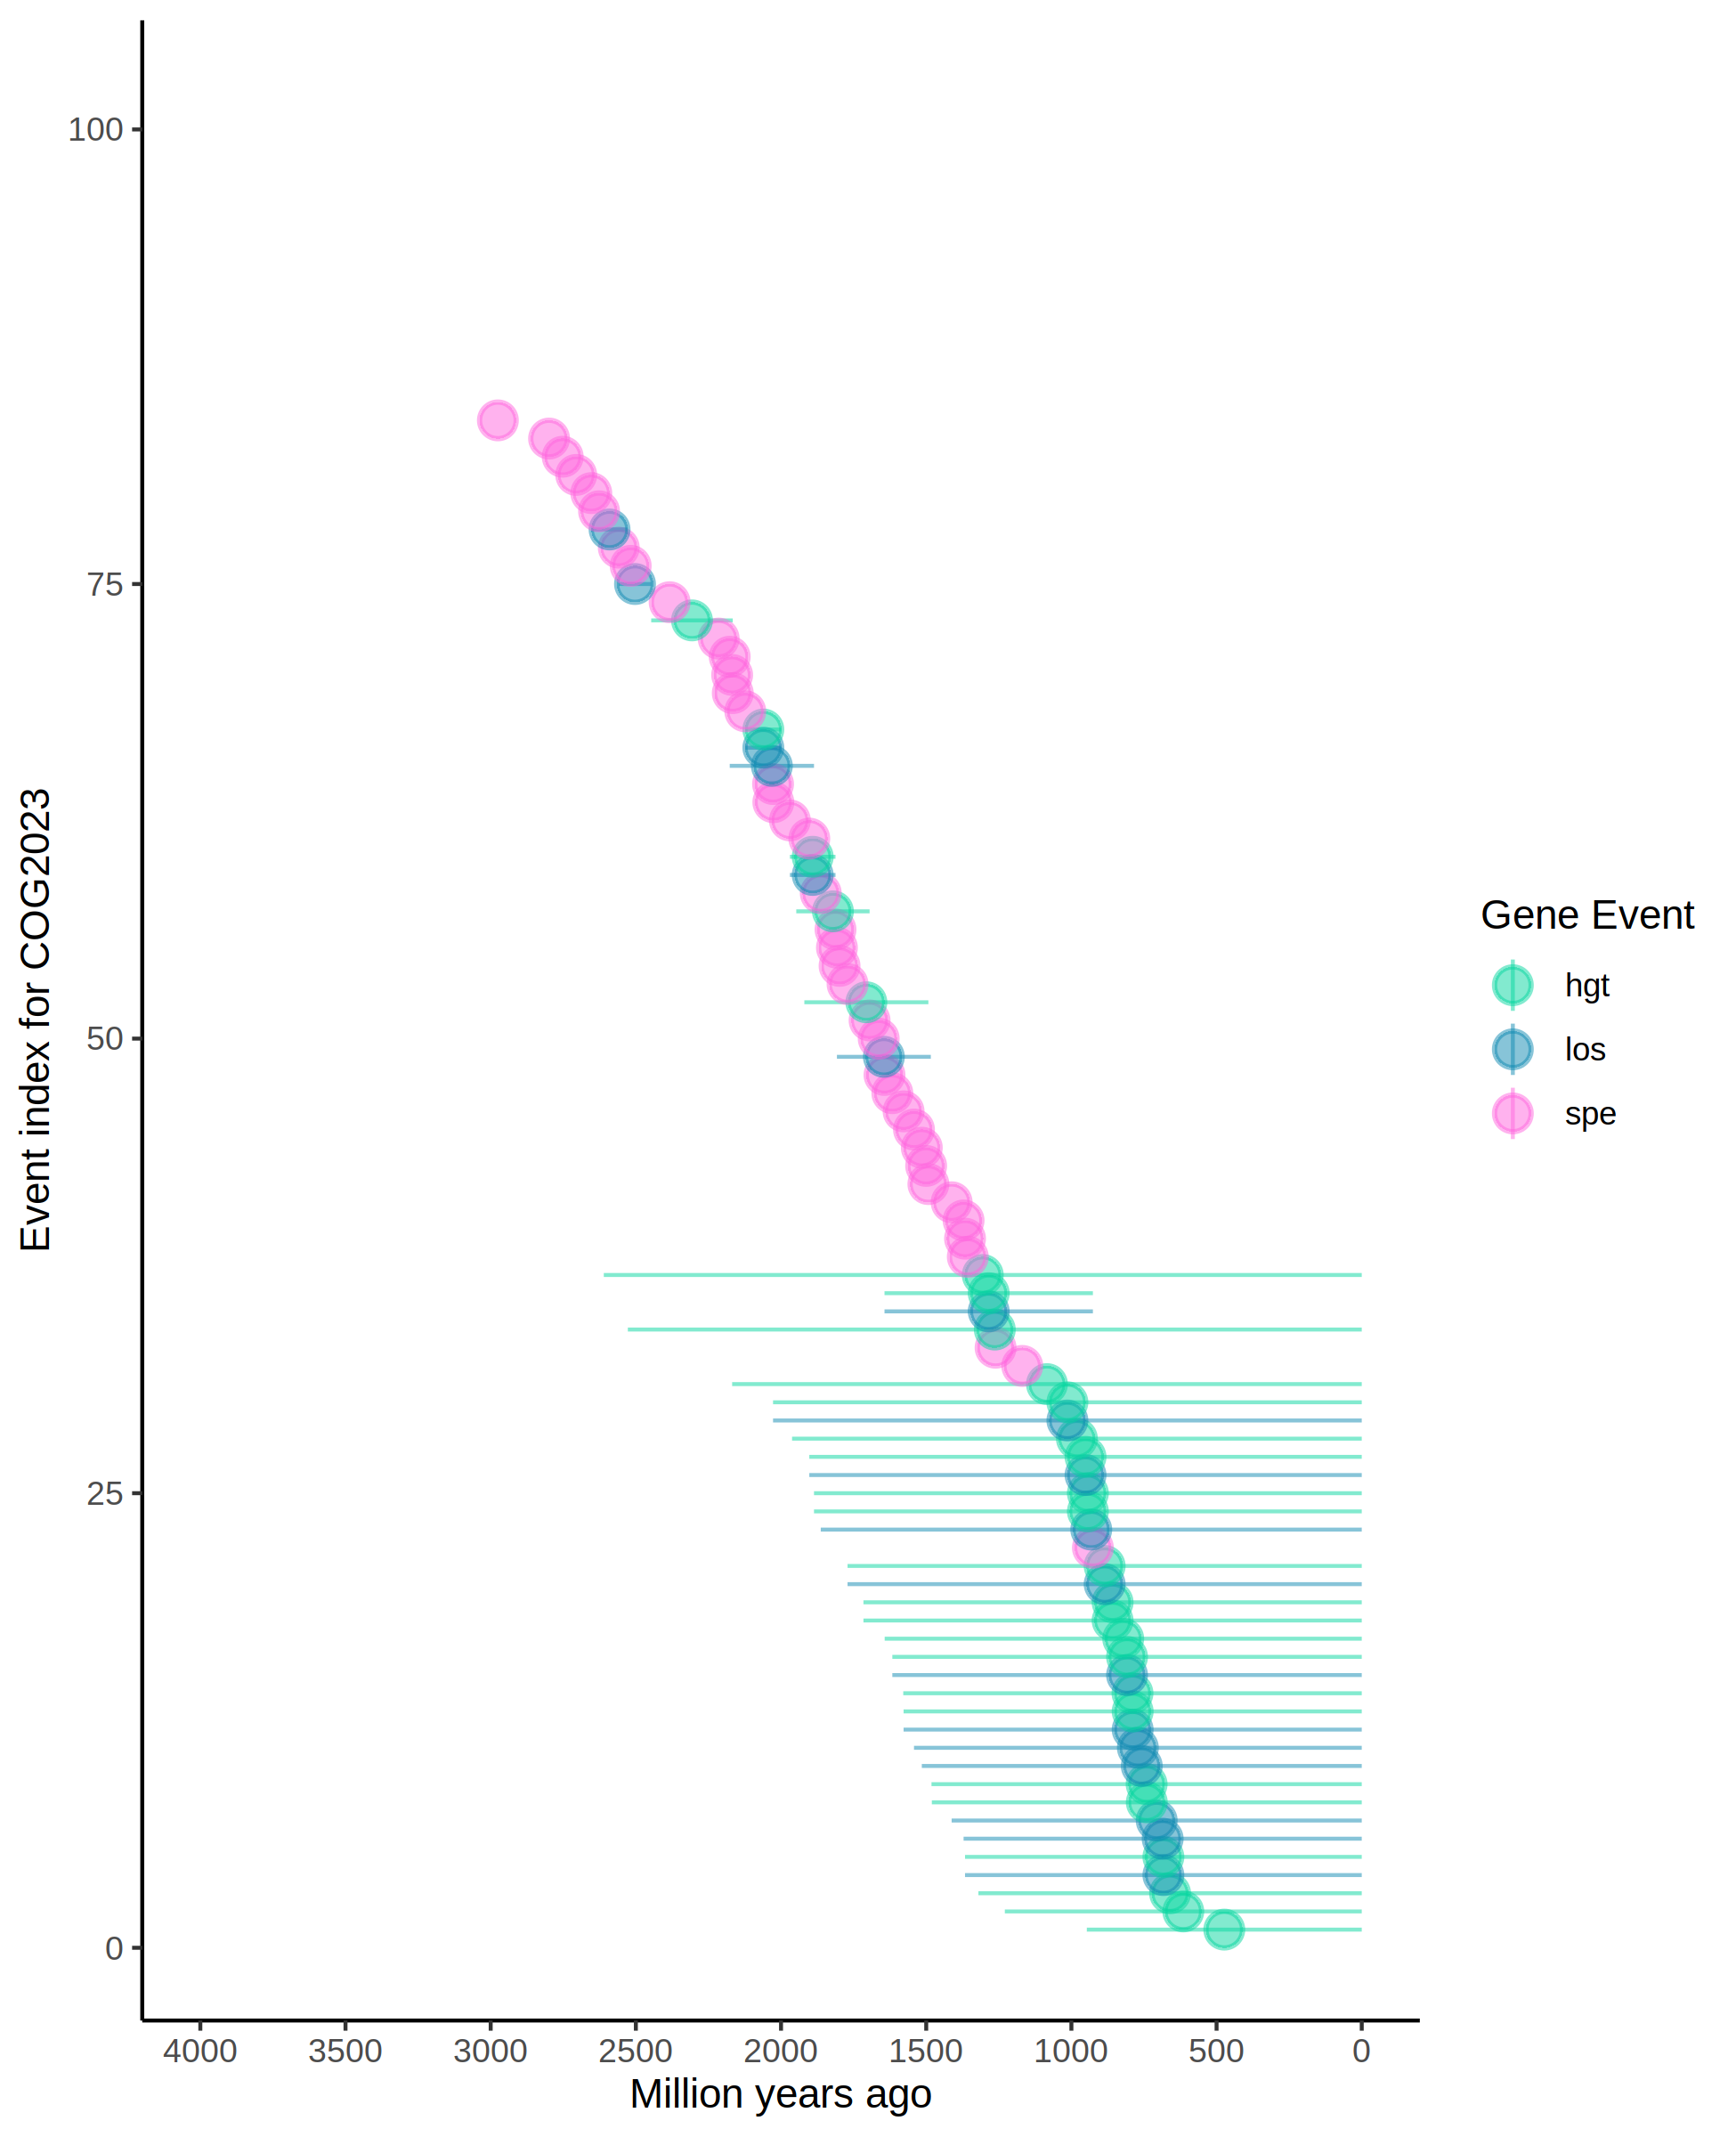 100
75
50
25
0
Event index for COG2023
4000 3500 3000 2500 2000 1500 1000 500 0
Million years ago
Gene Event
hgt
los
spe